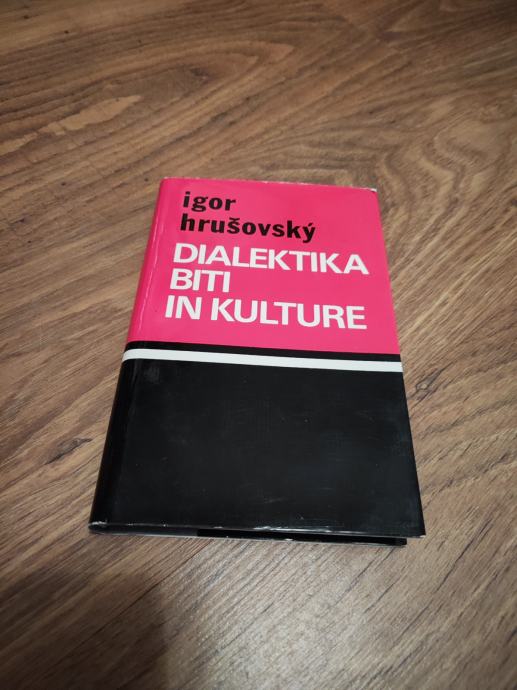 igor
hrušovský
DIALEKTIKA
BITI
IN KULTURE